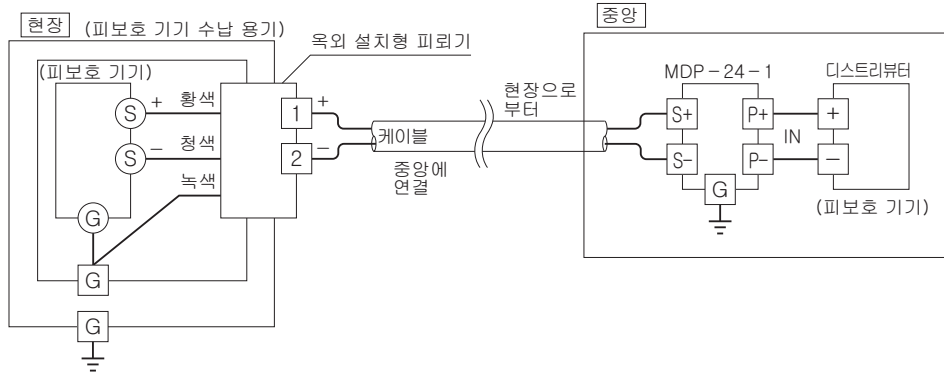 현장 (피보호 기기 수납 용기)
옥외 설치형 피뢰기
(피보호 기기)
S + 황색
S − 청색
녹색
G
G
G
1 +
2 −
케이블
중앙에
연결
현장으로
부터
중앙
MDP−24−1
S+
S-
P+
P-
G
IN
디스트리뷰터
+
−
(피보호 기기)